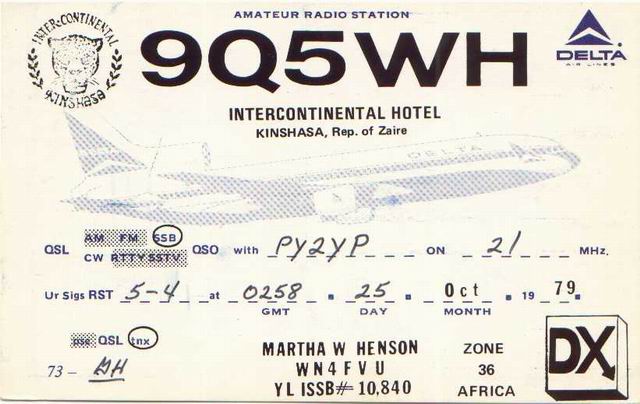 AMATEUR RADIO STATION
INTER-CONTINENTAL
KINSHASA
9Q5WH
DELTA
AIR LINES
INTERCONTINENTAL HOTEL
KINSHASA, Rep. of Zaire
DELTA
QSL AM FM SSB QSO with PY2YP ON 21 MHz.
CW RTTY SSTV
Ur Sigs RST 5-4 at 0258 . 25 . Oct . 19 79.
GMT DAY MONTH
pse QSL tnx
73 –
MARTHA W HENSON
WN4FVU
YL ISSB# 10,840
ZONE
36
AFRICA
DX